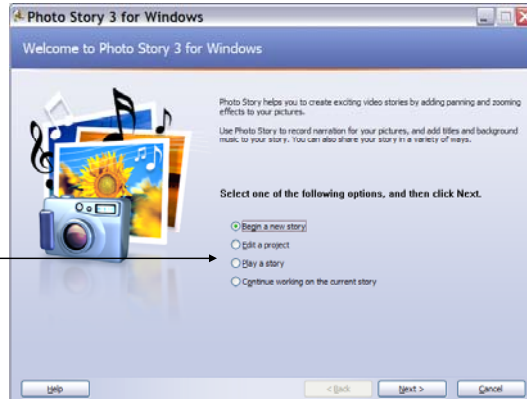 Photo Story 3 for Windows
Welcome to Photo Story 3 for Windows
Photo Story helps you to create exciting video stories by adding panning and zooming
effects to your pictures.
Use Photo Story to record narration for your pictures, and add titles and background
music to your story. You can also share your story in a variety of ways.
Select one of the following options, and then click Next.
Begin a new story
Edit a project
Play a story
Continue working on the current story
Help
< Back
Next >
Cancel